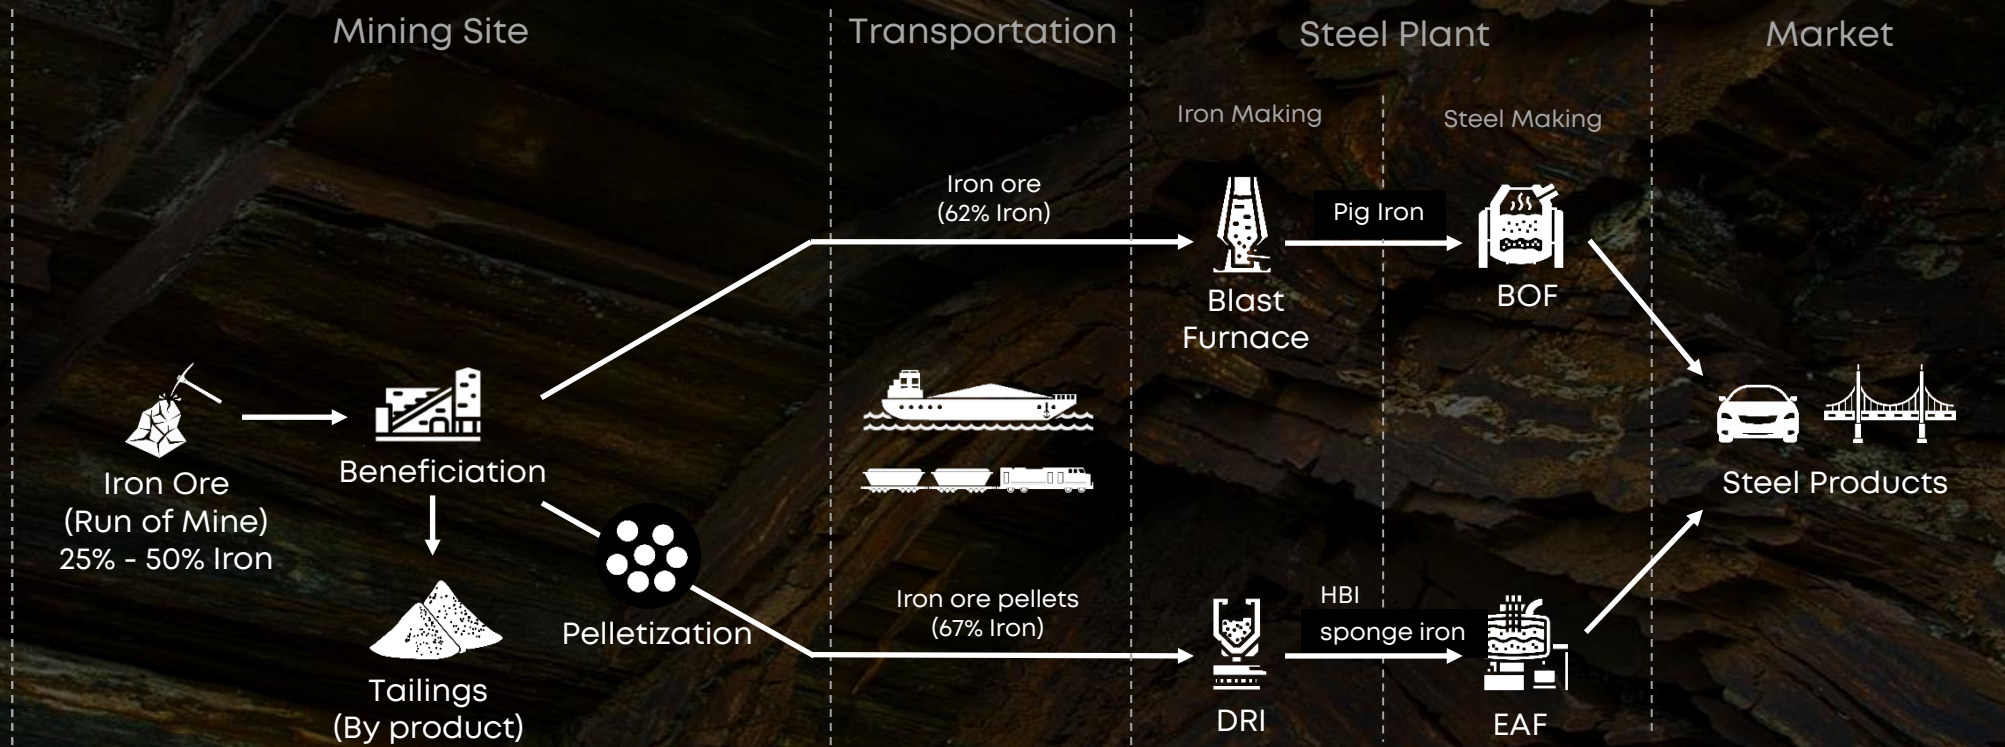 Mining Site
Transportation
Steel Plant
Market
Iron Making
Steel Making
Iron ore
(62% Iron)
Pig Iron
Blast
Furnace
BOF
Iron Ore
(Run of Mine)
25% - 50% Iron
Beneficiation
Steel Products
Pelletization
Tailings
(By product)
Iron ore pellets
(67% Iron)
HBI
sponge iron
DRI
EAF